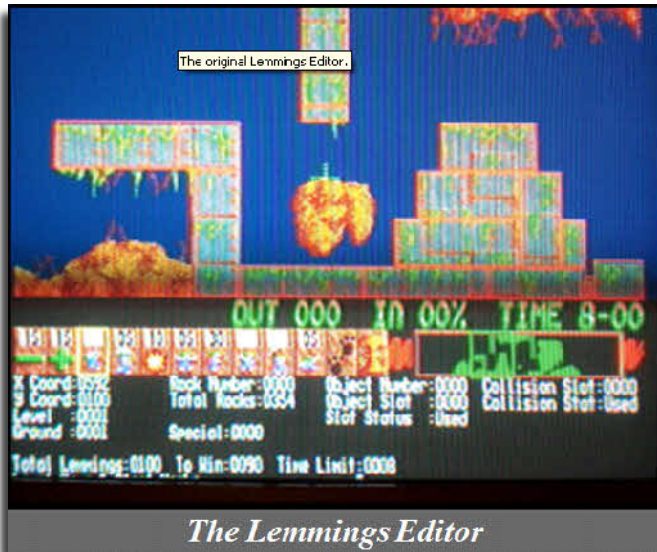 The original Lemmings Editor.
OUT 000 IN 00% TIME 8-00
X Coord:0592 Rock Number:0000 Object Number:0000 Collision Slot:0000
Y Coord:0100 Total Rocks:0354 Object Slot :0000 Collision Stat:Used
Level :0001 Slot Status :Used
Ground :0001 Special:0000
Total Lemmings:0100 To Win:0090 Time Limit:0008
The Lemmings Editor